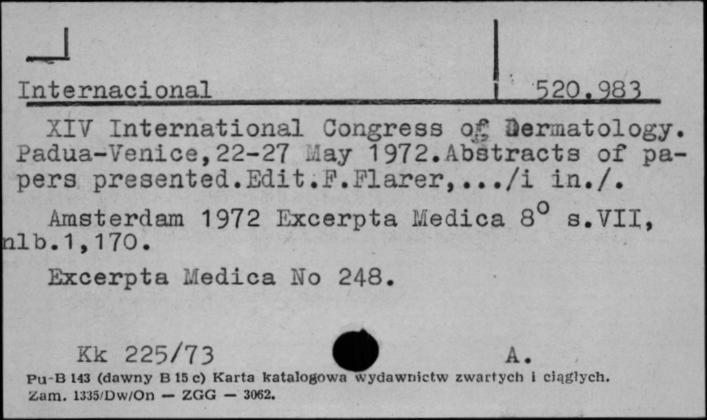 Internacional 520.983
XIV International Congress of Dermatology.
Padua-Venice,22-27 May 1972.Abstracts of pa-
pers presented.Edit.F.Flarer,.../i in./.
Amsterdam 1972 Excerpta Medica 8° s.VII,
nlb.1,170.
Excerpta Medica No 248.
Kk 225/73 A.
Pu-B 143 (dawny B 15 c) Karta katalogowa wydawnictw zwartych i ciągłych.
Zam. 1335/Dw/On — ZGG — 3062.